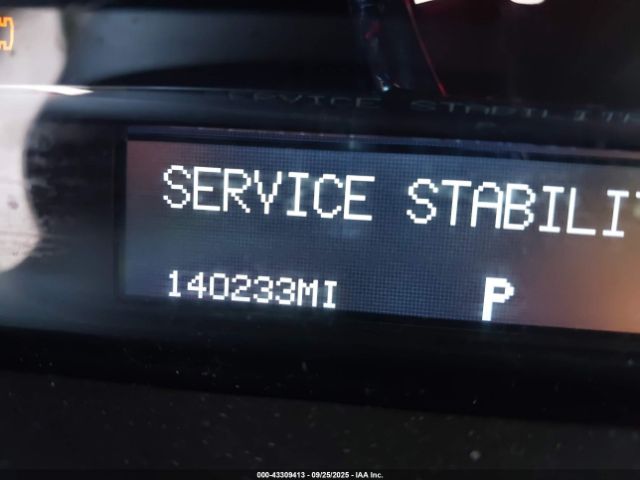 SERVICE STABILI
140233MI P
000-43309413 - 09/25/2025 - IAA Inc.